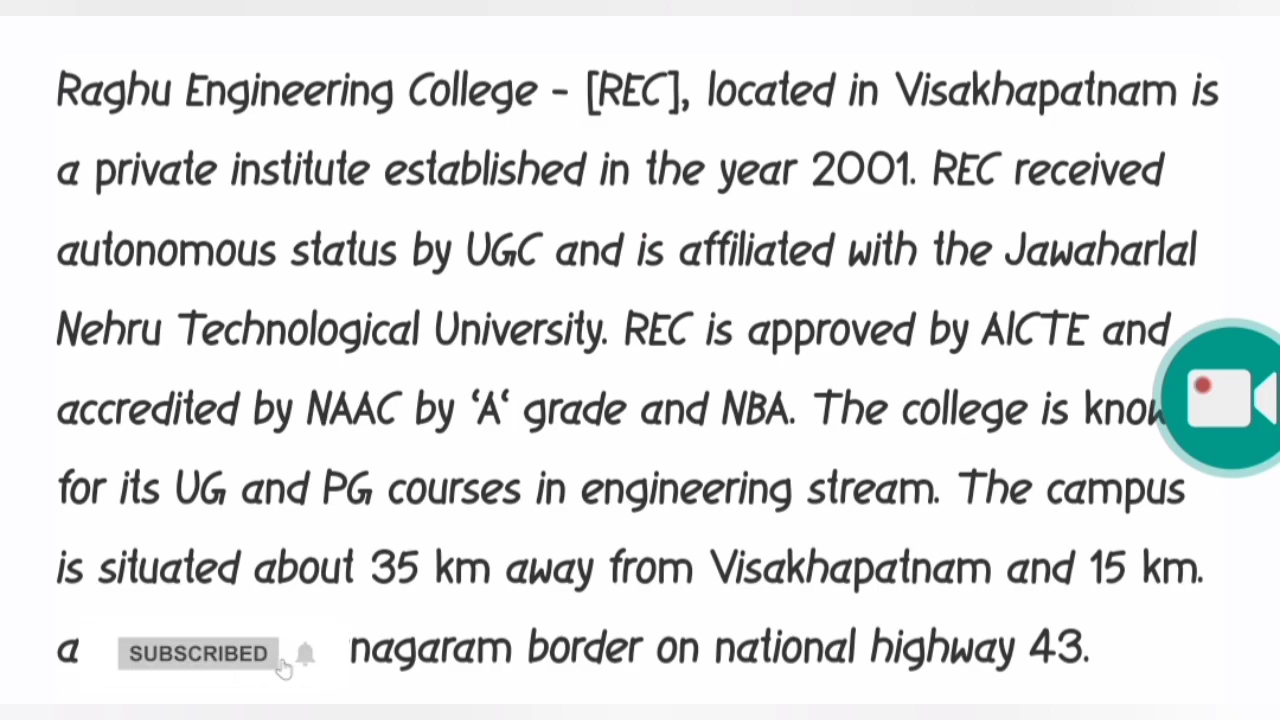 Raghu Engineering College - [REC], located in Visakhapatnam is
a private institute established in the year 2001. REC received
autonomous status by UGC and is affiliated with the Jawaharlal
Nehru Technological University. REC is approved by AICTE and
accredited by NAAC by ‘A‘ grade and NBA. The college is
for its UG and PG courses in engineering stream. The campus
is situated about 35 km away from Visakhapatnam and 15 km.
SUBSCRIBED nagaram border on national highway 43.